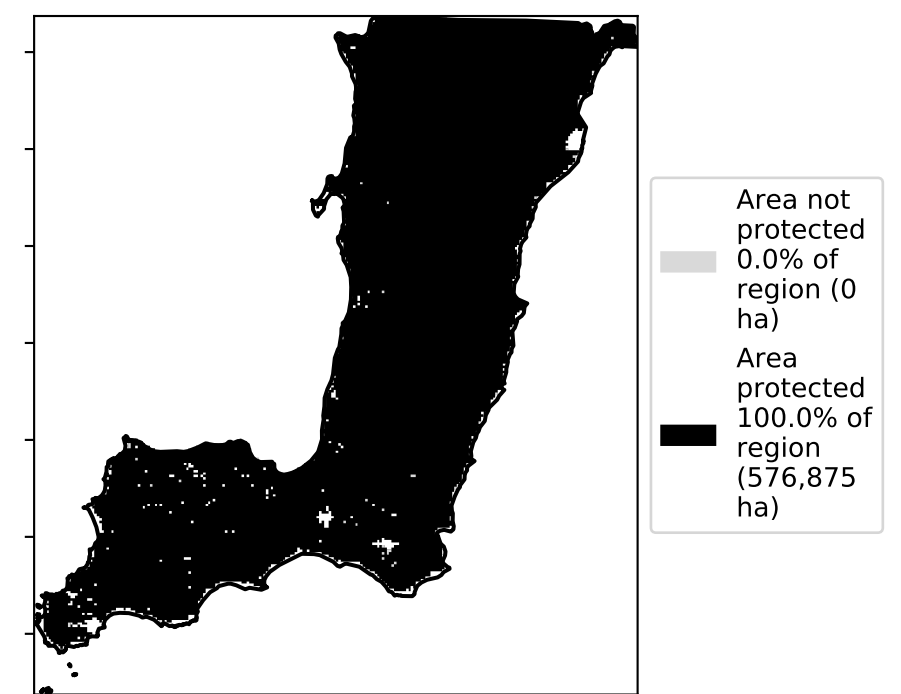 Area not
protected
0.0% of
region (0
ha)
Area
protected
100.0% of
region
(576,875
ha)